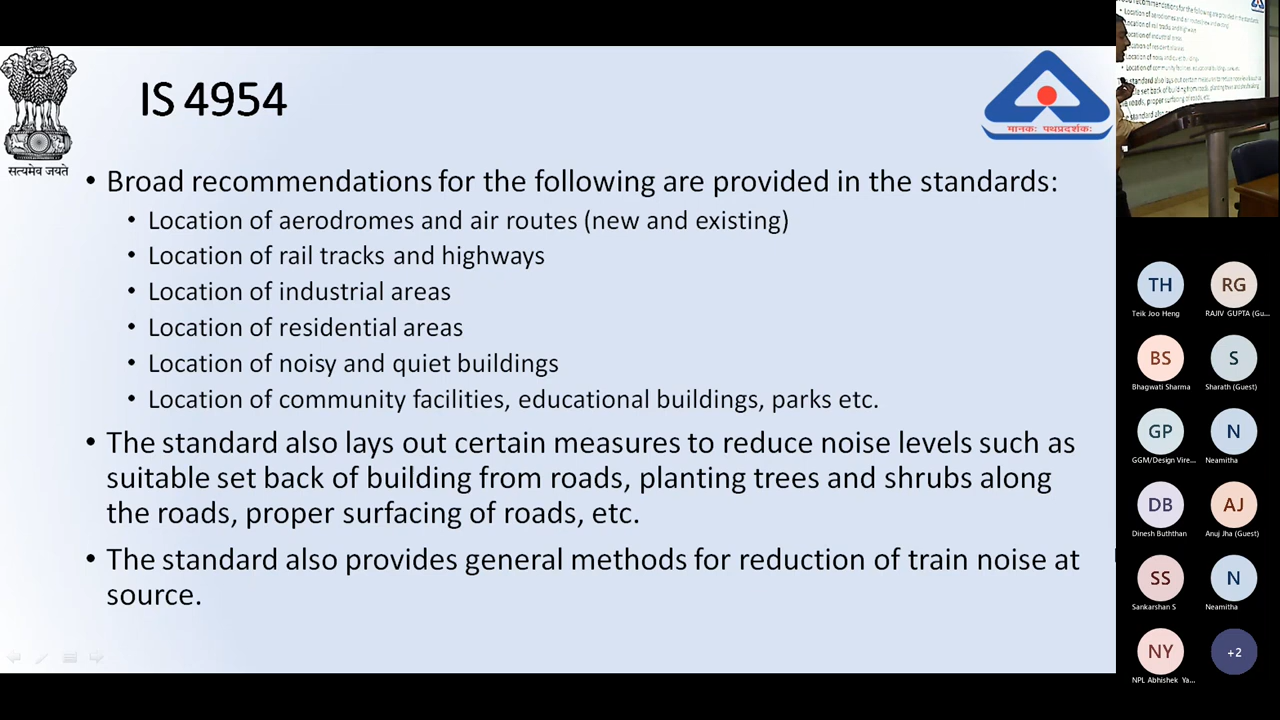 IS 4954
सत्यमेव जयते
मानकः पथप्रदर्शकः
• Broad recommendations for the following are provided in the standards:
• Location of aerodromes and air routes (new and existing)
• Location of rail tracks and highways
• Location of industrial areas
• Location of residential areas
• Location of noisy and quiet buildings
• Location of community facilities, educational buildings, parks etc.
• The standard also lays out certain measures to reduce noise levels such as
suitable set back of building from roads, planting trees and shrubs along
the roads, proper surfacing of roads, etc.
• The standard also provides general methods for reduction of train noise at
source.
TH
Teik Joo Heng
RG
RAJIV GUPTA (Gu...
BS
Bhagwati Sharma
S
Sharath (Guest)
GP
GGM/Design Vire...
N
Neamitha
DB
Dinesh Buththan
AJ
Anuj Jha (Guest)
SS
Sankarshan S
N
Neamitha
NY
NPL Abhishek Ya...
+2